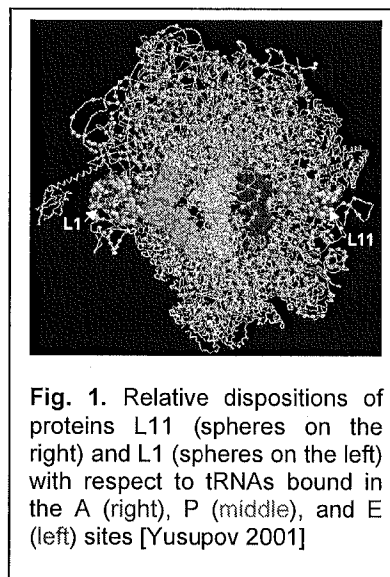 L1
L11
Fig. 1. Relative dispositions of
proteins L11 (spheres on the
right) and L1 (spheres on the left)
with respect to tRNAs bound in
the A (right), P (middle), and E
(left) sites [Yusupov 2001]